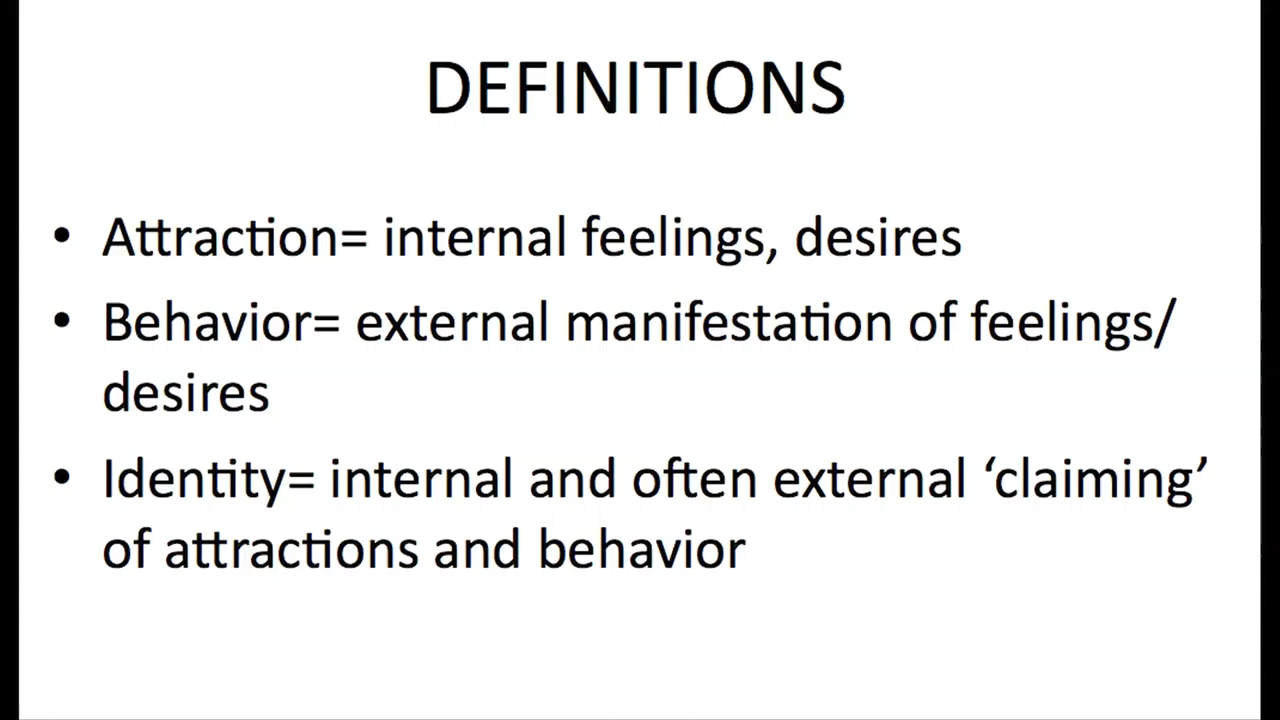 DEFINITIONS
• Attraction= internal feelings, desires
• Behavior= external manifestation of feelings/
desires
• Identity= internal and often external ‘claiming’
of attractions and behavior